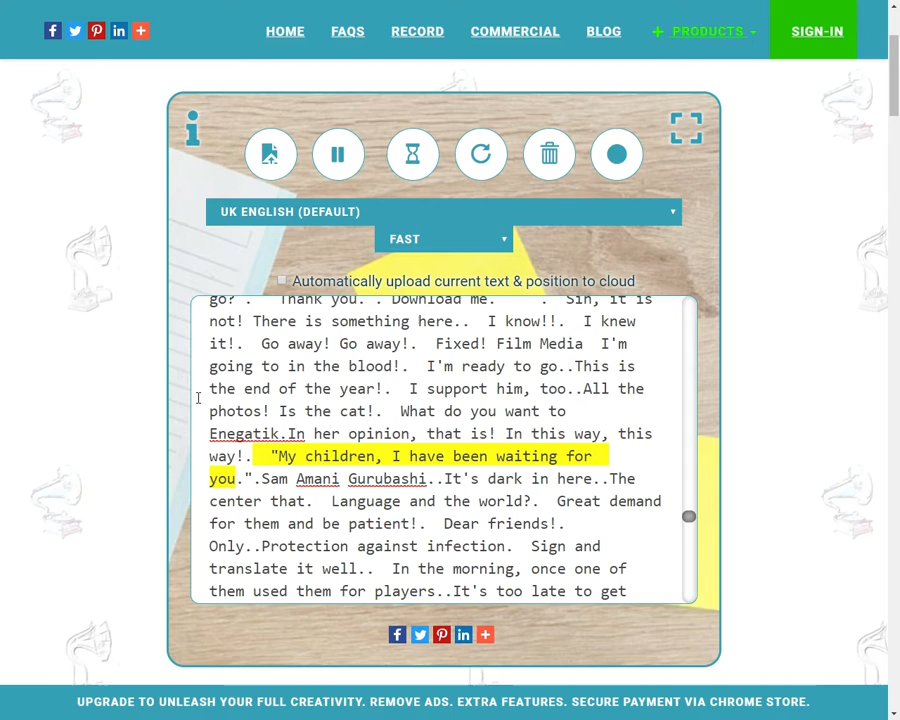 HOME FAQS RECORD COMMERCIAL BLOG + PRODUCTS SIGN-IN
UK ENGLISH (DEFAULT)
FAST
Automatically upload current text & position to cloud
go? . Thank you. . Download me. . Sin, it is
not! There is something here.. I know!!. I knew
it!. Go away! Go away!. Fixed! Film Media I'm
going to in the blood!. I'm ready to go..This is
the end of the year!. I support him, too..All the
photos! Is the cat!. What do you want to
Enegatik.In her opinion, that is! In this way, this
way!. "My children, I have been waiting for
you.".Sam Amani Gurubashi..It's dark in here..The
center that. Language and the world?. Great demand
for them and be patient!. Dear friends!.
Only..Protection against infection. Sign and
translate it well.. In the morning, once one of
them used them for players..It's too late to get
UPGRADE TO UNLEASH YOUR FULL CREATIVITY. REMOVE ADS. EXTRA FEATURES. SECURE PAYMENT VIA CHROME STORE.